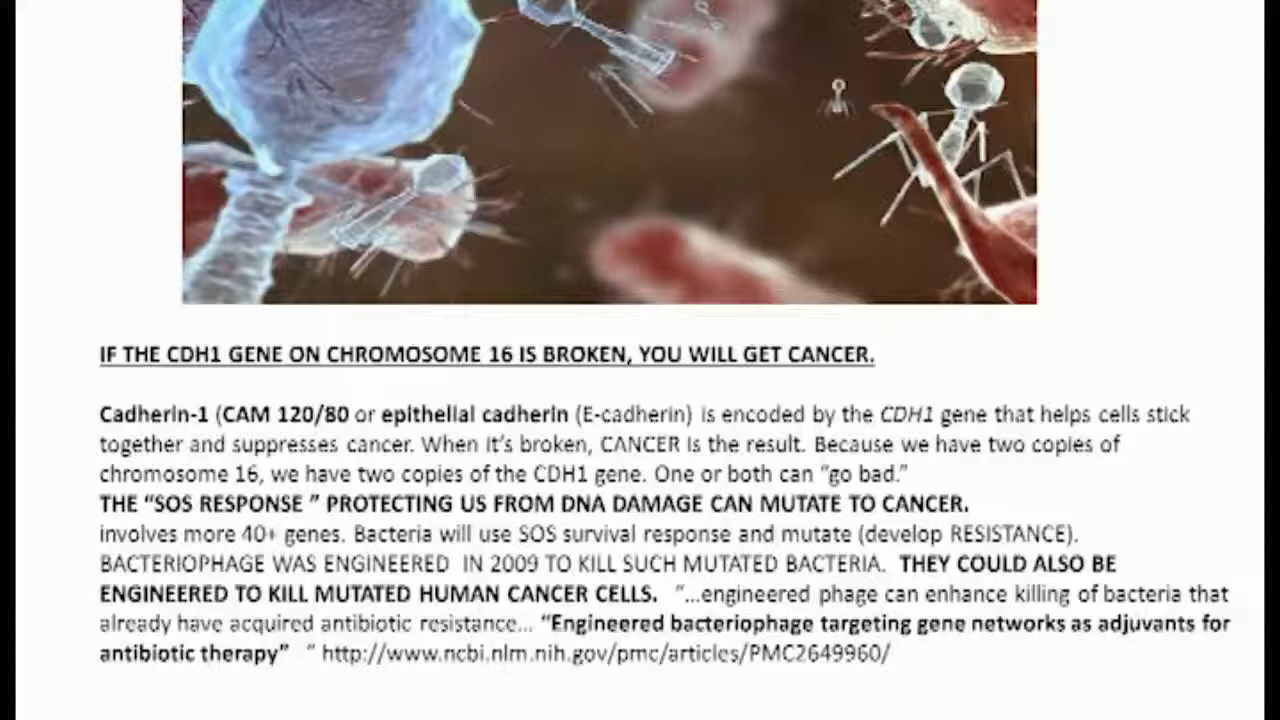 IF THE CDH1 GENE ON CHROMOSOME 16 IS BROKEN, YOU WILL GET CANCER.
Cadherin-1 (CAM 120/80 or epithelial cadherin (E-cadherin) is encoded by the CDH1 gene that helps cells stick
together and suppresses cancer. When it's broken, CANCER is the result. Because we have two copies of
chromosome 16, we have two copies of the CDH1 gene. One or both can "go bad."
THE "SOS RESPONSE " PROTECTING US FROM DNA DAMAGE CAN MUTATE TO CANCER.
involves more 40+ genes. Bacteria will use SOS survival response and mutate (develop RESISTANCE).
BACTERIOPHAGE WAS ENGINEERED IN 2009 TO KILL SUCH MUTATED BACTERIA. THEY COULD ALSO BE
ENGINEERED TO KILL MUTATED HUMAN CANCER CELLS. "...engineered phage can enhance killing of bacteria that
already have acquired antibiotic resistance... "Engineered bacteriophage targeting gene networks as adjuvants for
antibiotic therapy" " http://www.ncbi.nlm.nih.gov/pmc/articles/PMC2649960/